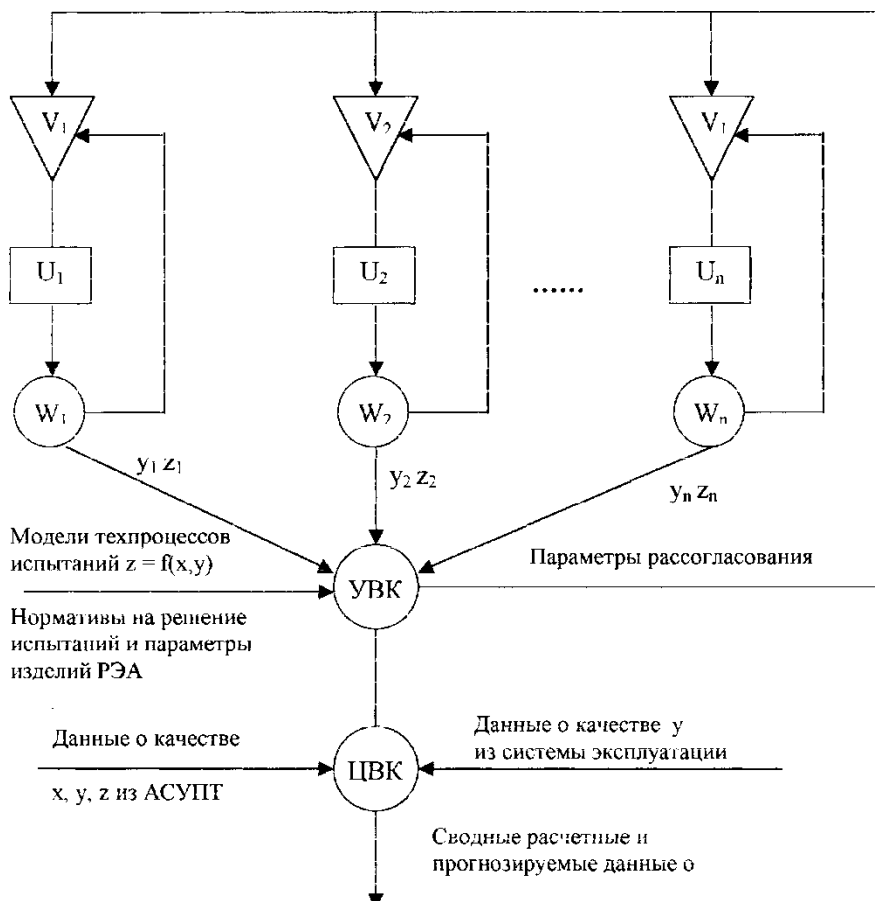 V₁ V₂ V₁
U₁ U₂ ...... Uₙ
W₁ W₂ Wₙ
y₁ z₁
y₂ z₂
yₙ zₙ
Модели техпроцессов
испытаний z = f(x,y)
УВК
Параметры рассогласования
Нормативы на решение
испытаний и параметры
изделий РЭА
Данные о качестве
x, y, z из АСУПТ
ЦВК
Данные о качестве y
из системы эксплуатации
Сводные расчетные и
прогнозируемые данные о